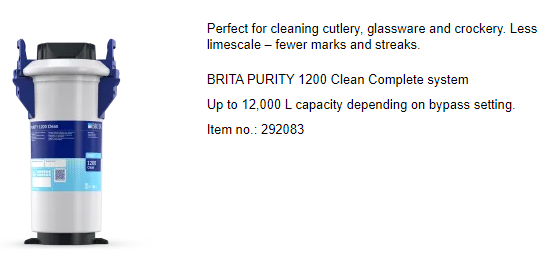 Perfect for cleaning cutlery, glassware and crockery. Less
limescale – fewer marks and streaks.
BRITA PURITY 1200 Clean Complete system
Up to 12,000 L capacity depending on bypass setting.
Item no.: 292083
PURITY 1200 Clean
1200
Clean